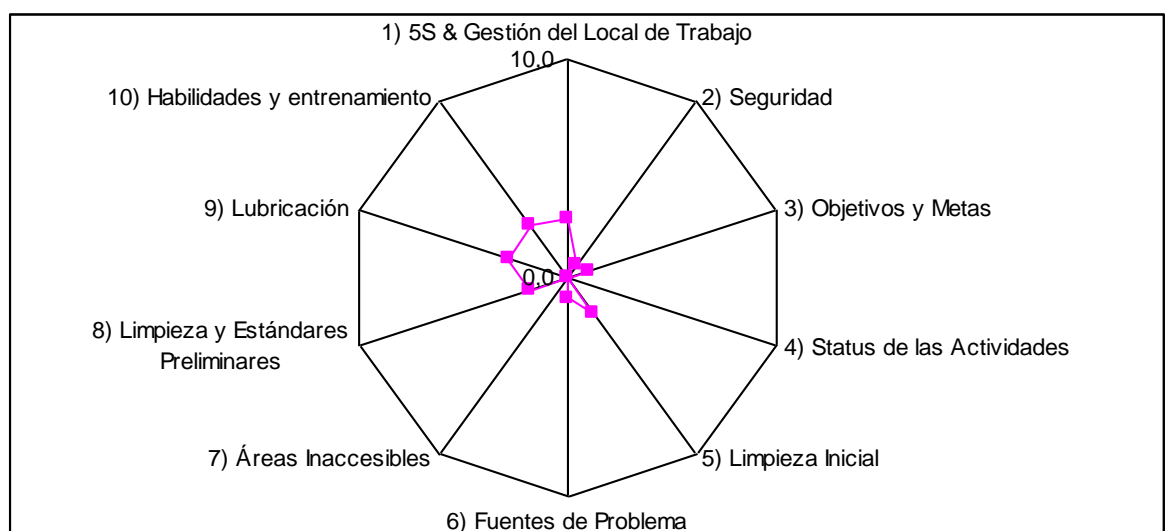 1) 5S & Gestión del Local de Trabajo
10,0
10) Habilidades y entrenamiento
2) Seguridad
9) Lubricación
3) Objetivos y Metas
0,0
8) Limpieza y Estándares
Preliminares
4) Status de las Actividades
7) Áreas Inaccesibles
5) Limpieza Inicial
6) Fuentes de Problema